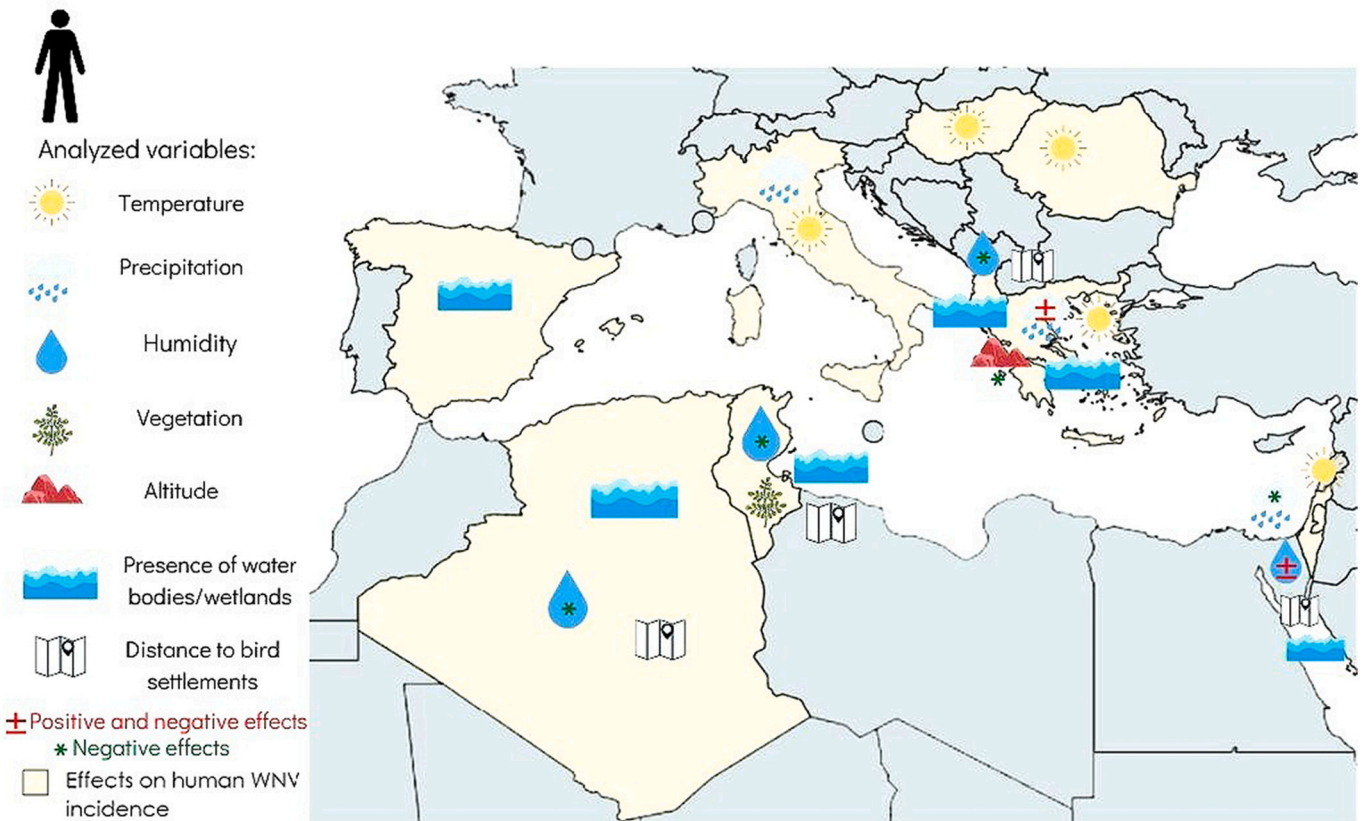 Analyzed variables:
Temperature
Precipitation
Humidity
Vegetation
Altitude
Presence of water
bodies/wetlands
Distance to bird
settlements
± Positive and negative effects
* Negative effects
Effects on human WNV
incidence